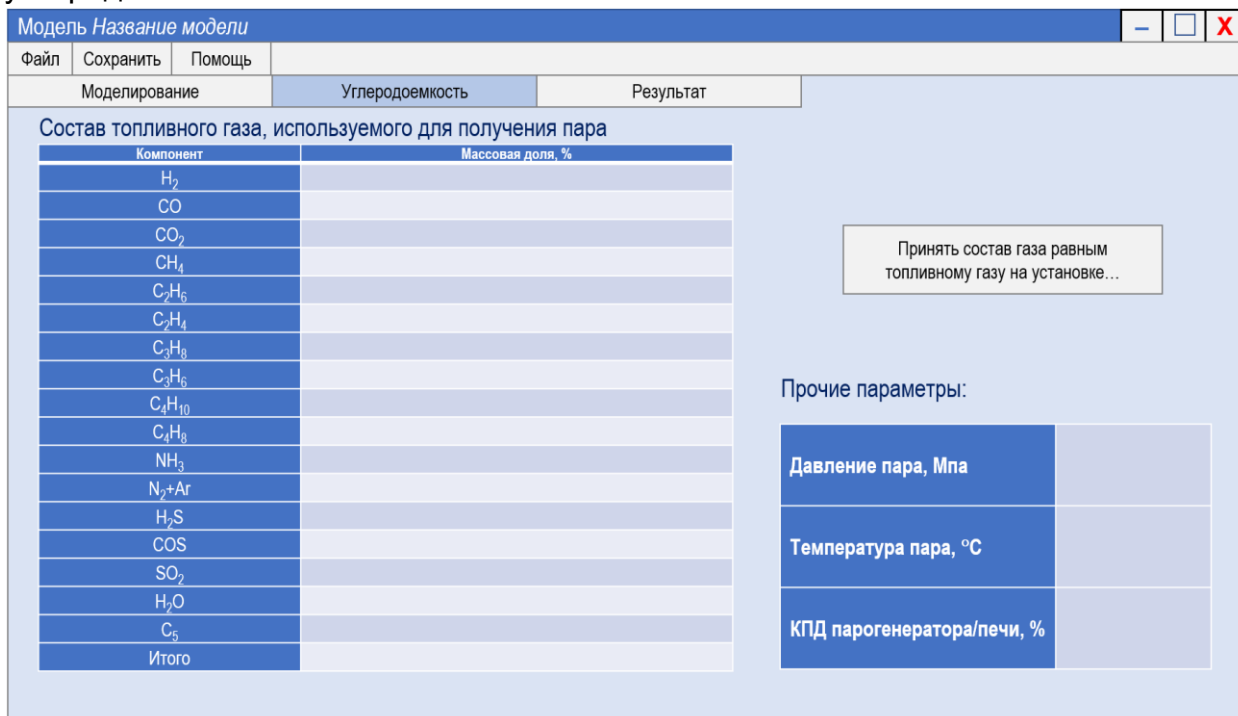 Модель Название модели
X
Файл Сохранить Помощь
Моделирование Углеродоемкость Результат
Состав топливного газа, используемого для получения пара
Компонент Массовая доля, %
H₂
CO
CO₂
CH₄
C₂H₆
C₂H₄
C₃H₈
C₃H₆
C₄H₁₀
C₄H₈
NH₃
N₂+Ar
H₂S
COS
SO₂
H₂O
C₅
Итого
Принять состав газа равным
топливному газу на установке...
Прочие параметры:
Давление пара, Мпа
Температура пара, °C
КПД парогенератора/печи, %